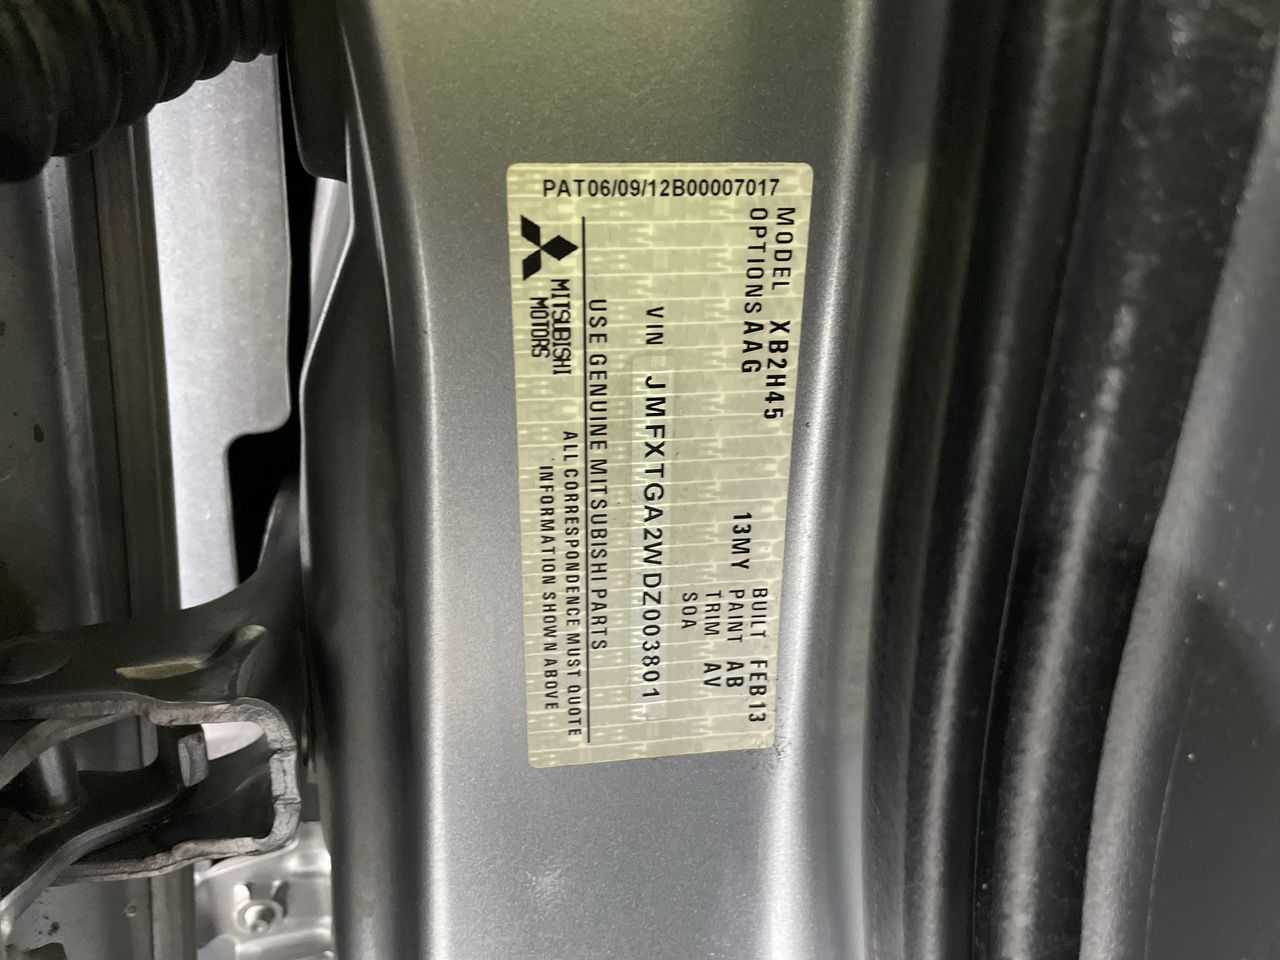 PAT06/09/12B00007017
MODEL XB2H45
OPTIONS AAG
BUILT FEB13
13MY PAINT AB
TRIM AV
SOA
VIN JMFXTGA2WDZ003801
USE GENUINE MITSUBISHI PARTS
MITSUBISHI
MOTORS
ALL CORRESPONDENCE MUST QUOTE
INFORMATION SHOWN ABOVE